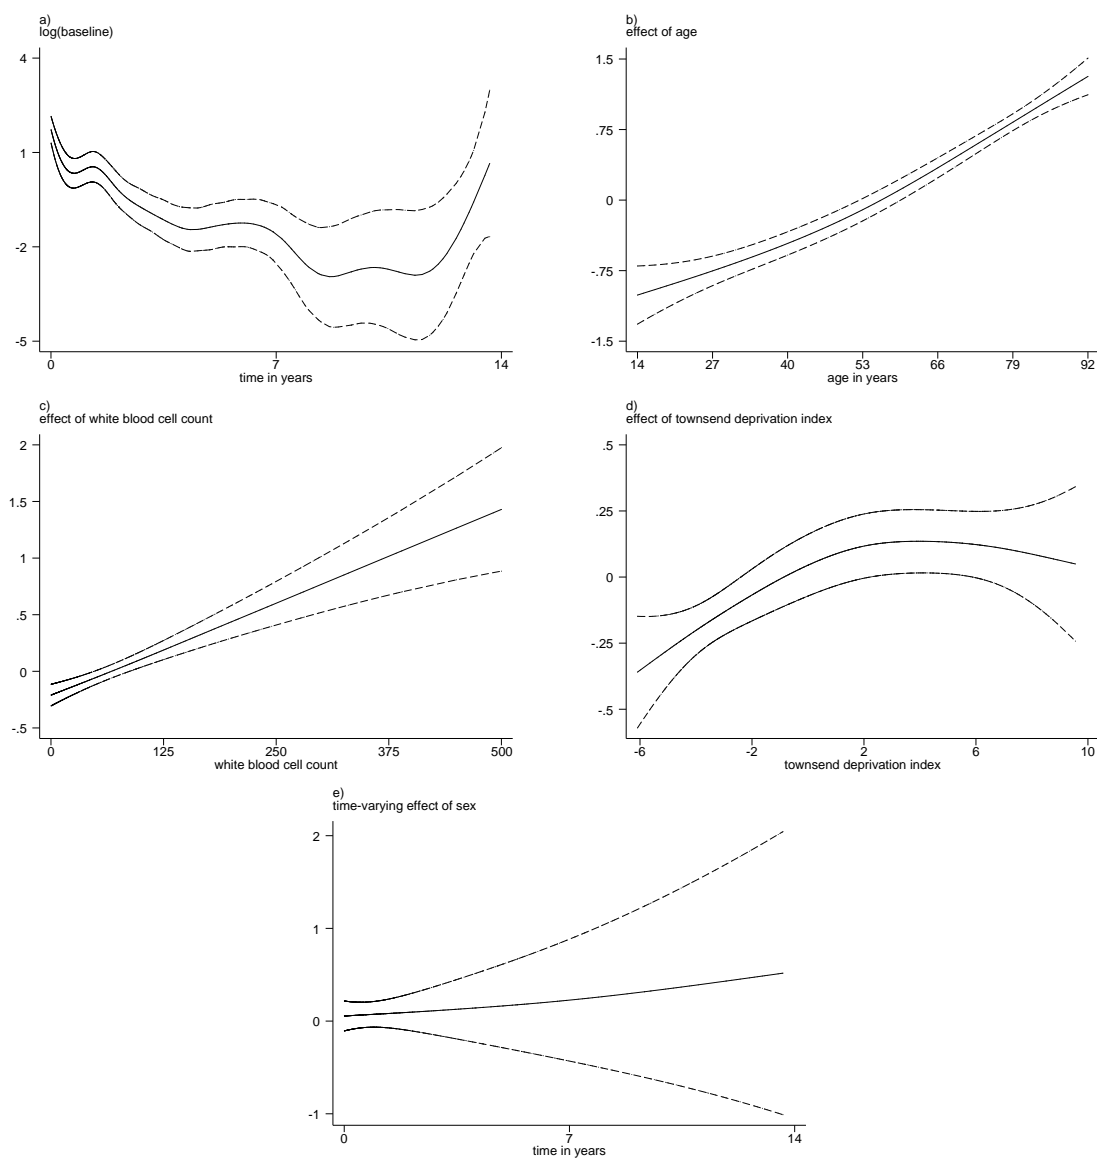 a)
log(baseline)
4
1
-2
-5
0 7 14
time in years
b)
effect of age
1.5
.75
0
-.75
-1.5
14 27 40 53 66 79 92
age in years
c)
effect of white blood cell count
2
1.5
1
.5
0
-.5
0 125 250 375 500
white blood cell count
d)
effect of townsend deprivation index
.5
.25
0
-.25
-.5
-6 -2 2 6 10
townsend deprivation index
e)
time-varying effect of sex
2
1
0
-1
0 7 14
time in years